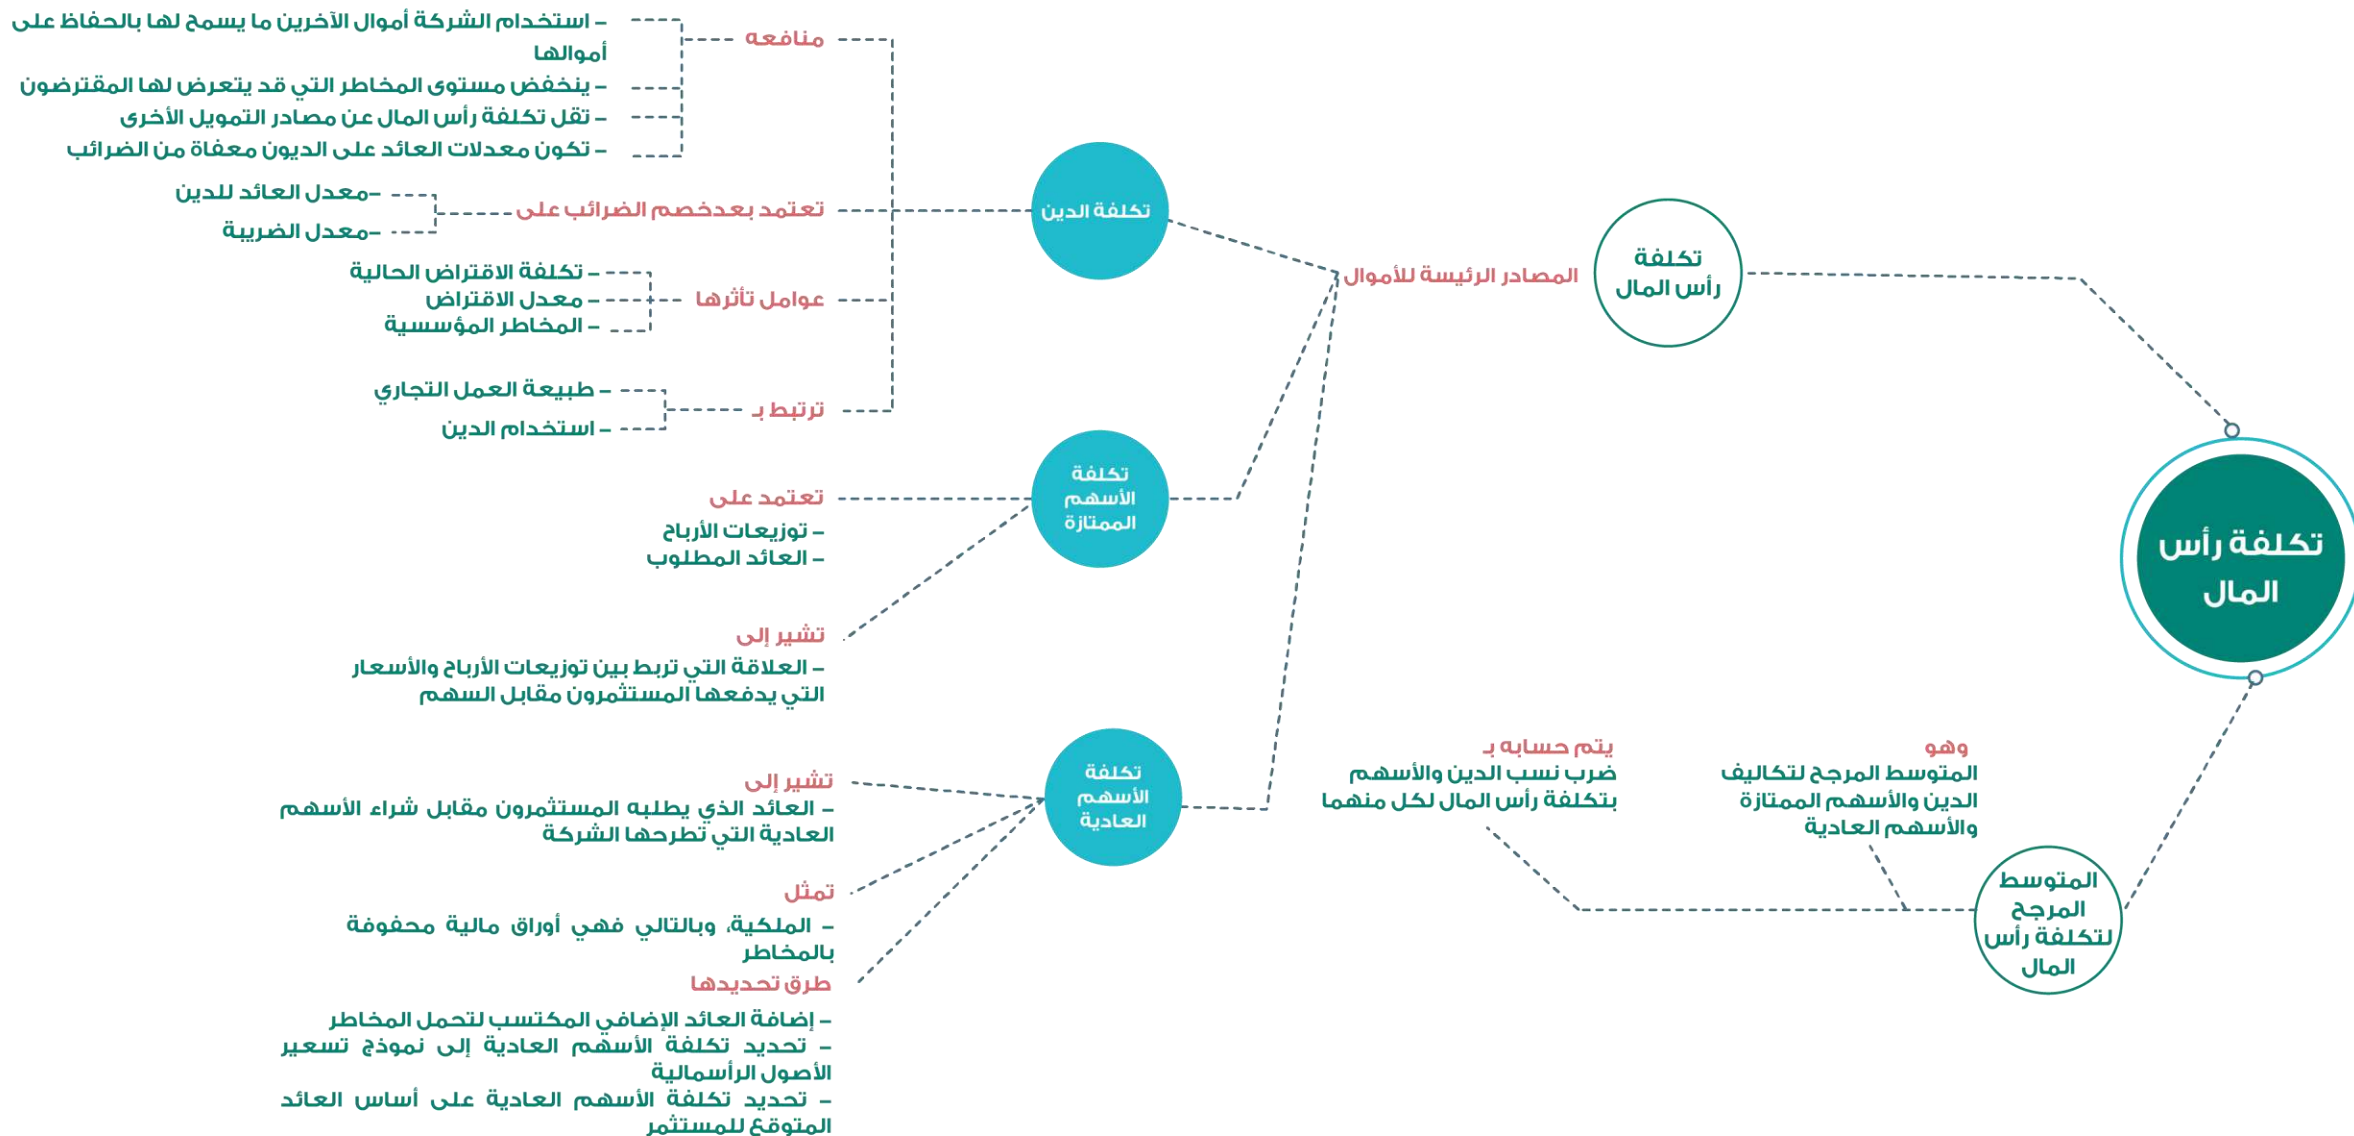 تكلفة رأس
المال
تكلفة
رأس المال
المصادر الرئيسة للأموال
تكلفة الدين
منافعه
– استخدام الشركة أموال الآخرين ما يسمح لها بالحفاظ على
أموالها
– ينخفض مستوى المخاطر التي قد يتعرض لها المقترضون
– تقل تكلفة رأس المال عن مصادر التمويل الأخرى
– تكون معدلات العائد على الديون معفاة من الضرائب
تعتمد بعدخصم الضرائب على
–معدل العائد للدين
–معدل الضريبة
عوامل تأثرها
– تكلفة الاقتراض الحالية
– معدل الاقتراض
– المخاطر المؤسسية
ترتبط بـ
– طبيعة العمل التجاري
– استخدام الدين
تكلفة
الأسهم
الممتازة
تعتمد على
– توزيعات الأرباح
– العائد المطلوب
تشير إلى
– العلاقة التي تربط بين توزيعات الأرباح والأسعار
التي يدفعها المستثمرون مقابل السهم
تكلفة
الأسهم
العادية
تشير إلى
– العائد الذي يطلبه المستثمرون مقابل شراء الأسهم
العادية التي تطرحها الشركة
تمثل
– الملكية، وبالتالي فهي أوراق مالية محفوفة
بالمخاطر
طرق تحديدها
– إضافة العائد الإضافي المكتسب لتحمل المخاطر
– تحديد تكلفة الأسهم العادية إلى نموذج تسعير
الأصول الرأسمالية
– تحديد تكلفة الأسهم العادية على أساس العائد
المتوقع للمستثمر
المتوسط
المرجح
لتكلفة رأس
المال
وهو
المتوسط المرجح لتكاليف
الدين والأسهم الممتازة
والأسهم العادية
يتم حسابه بـ
ضرب نسب الدين والأسهم
بتكلفة رأس المال لكل منهما